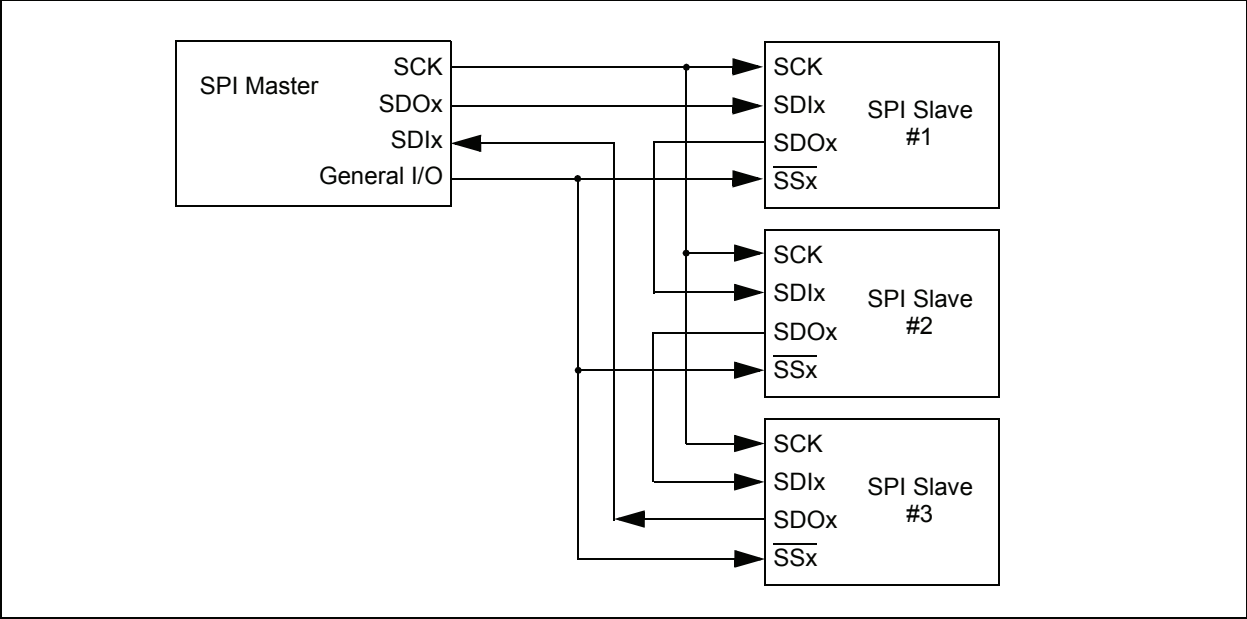 SPI Master
SCK
SDOx
SDIx
General I/O
SCK
SDIx
SDOx
SSx
SPI Slave
#1
SCK
SDIx
SDOx
SSx
SPI Slave
#2
SCK
SDIx
SDOx
SSx
SPI Slave
#3